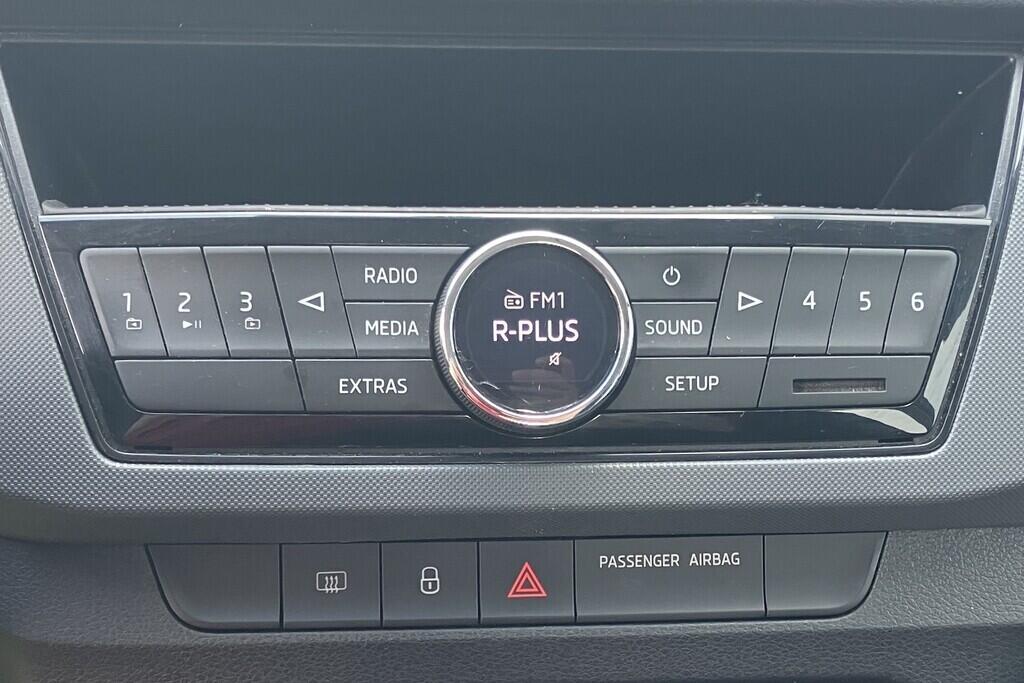 RADIO
1 2 3 FM1 4 5 6
MEDIA R-PLUS SOUND
EXTRAS SETUP
PASSENGER AIRBAG